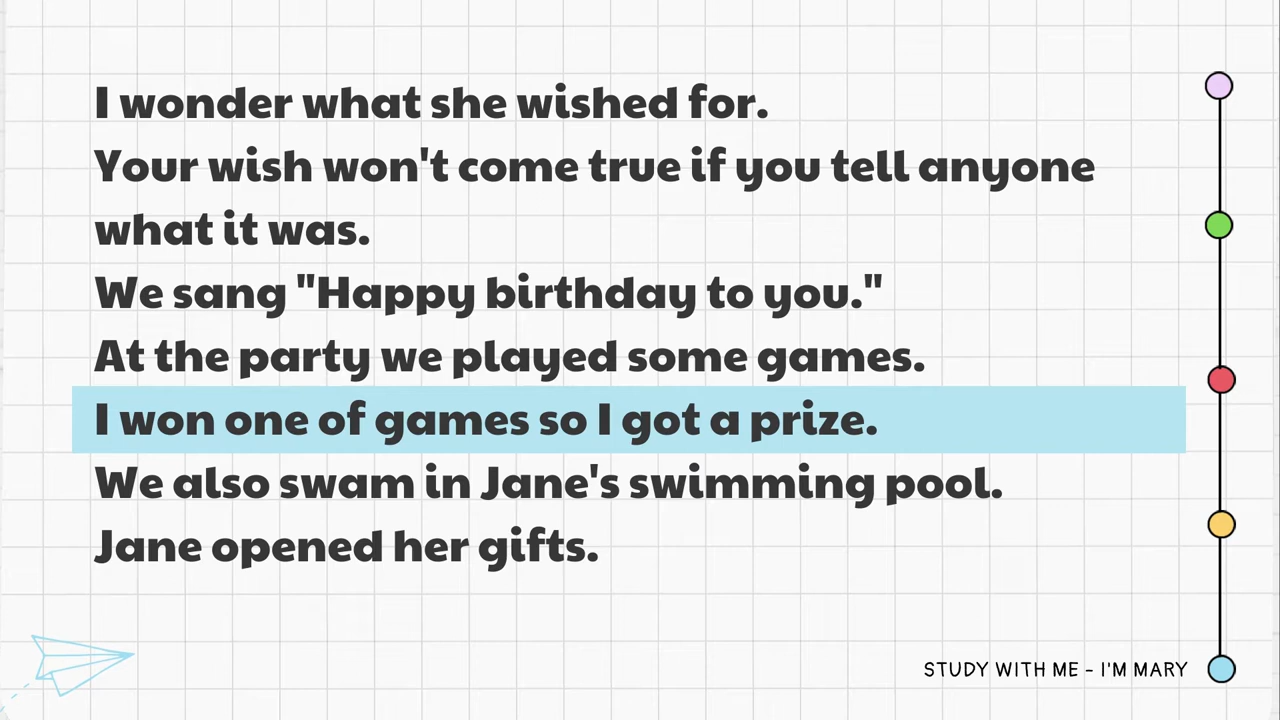 I wonder what she wished for.
Your wish won't come true if you tell anyone
what it was.
We sang "Happy birthday to you."
At the party we played some games.
I won one of games so I got a prize.
We also swam in Jane's swimming pool.
Jane opened her gifts.
STUDY WITH ME - I'M MARY